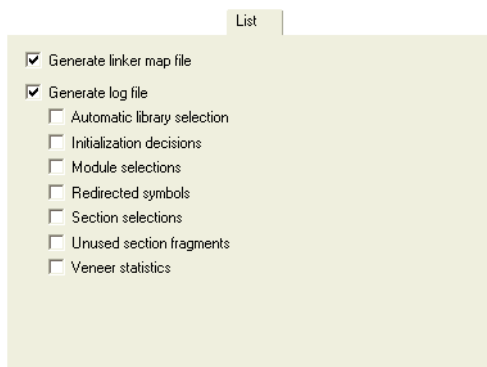 List
Generate linker map file
Generate log file
Automatic library selection
Initialization decisions
Module selections
Redirected symbols
Section selections
Unused section fragments
Veneer statistics